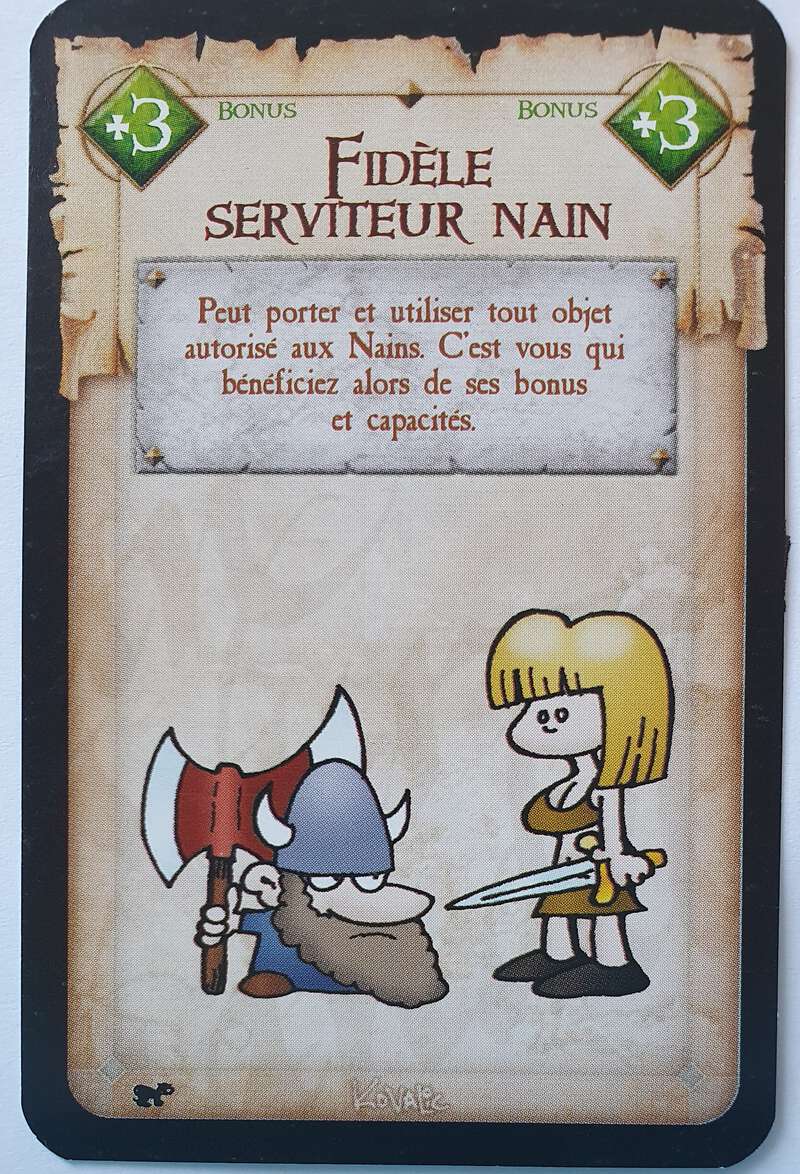 +3 BONUS BONUS +3
FIDÈLE
SERVITEUR NAIN
Peut porter et utiliser tout objet
autorisé aux Nains. C'est vous qui
bénéficiez alors de ses bonus
et capacités.
KOVALIC